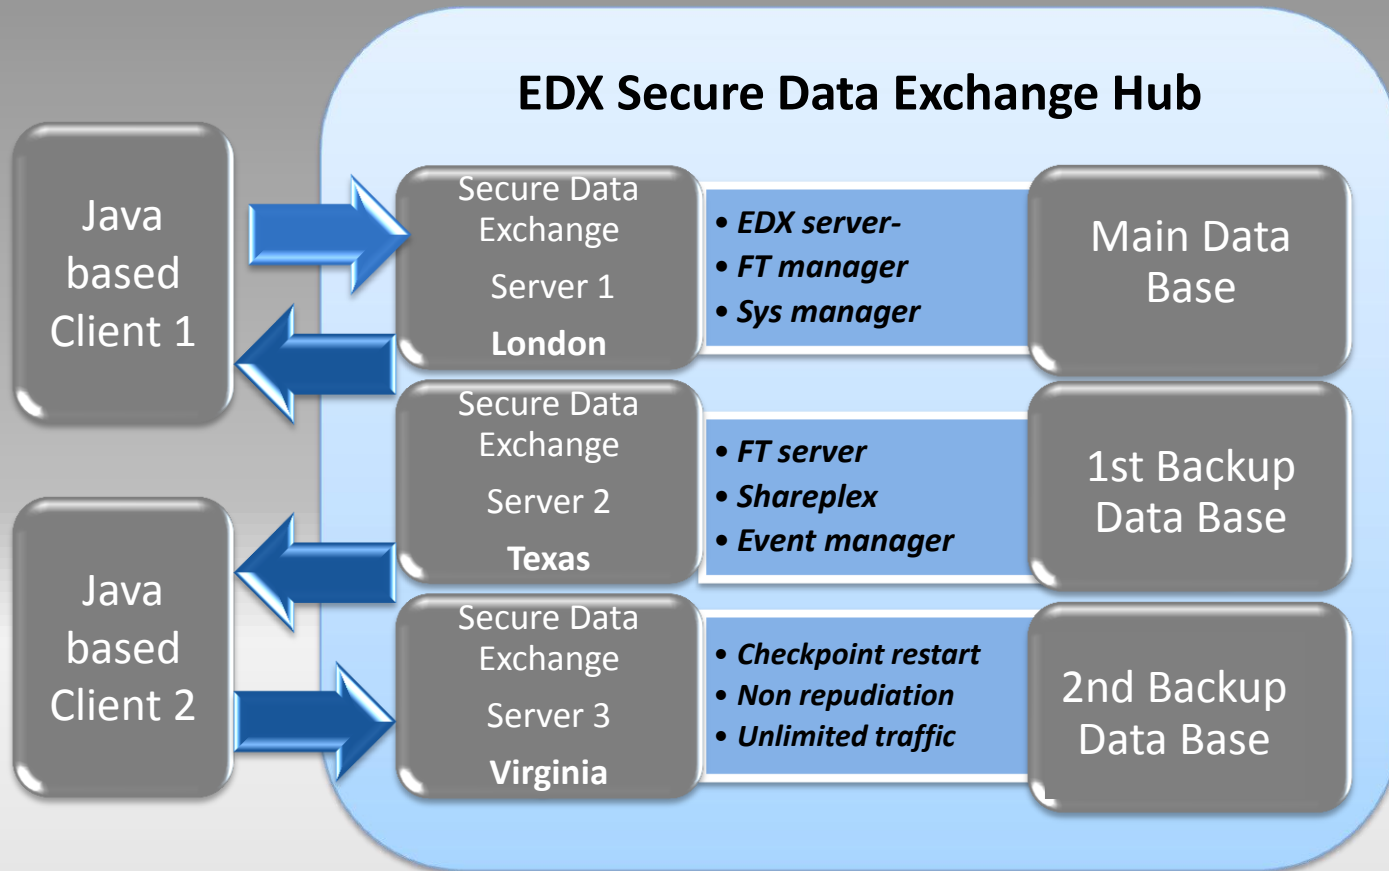 EDX Secure Data Exchange Hub
Java
based
Client 1
Secure Data
Exchange
Server 1
London
• EDX server-
• FT manager
• Sys manager
Main Data
Base
Secure Data
Exchange
Server 2
Texas
• FT server
• Shareplex
• Event manager
1st Backup
Data Base
Java
based
Client 2
Secure Data
Exchange
Server 3
Virginia
• Checkpoint restart
• Non repudiation
• Unlimited traffic
2nd Backup
Data Base